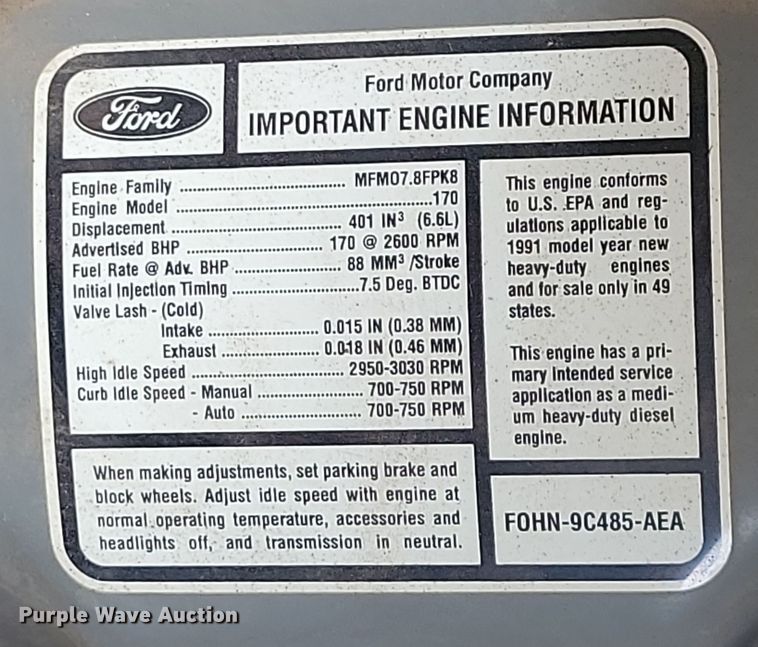 Ford
Ford Motor Company
IMPORTANT ENGINE INFORMATION
Engine Family ........................ MFM07.8FPK8
Engine Model ........................170
Displacement ........................ 401 IN³ (6.6L)
Advertised BHP ........................ 170 @ 2600 RPM
Fuel Rate @ Adv. BHP ........................ 88 MM³ /Stroke
Initial Injection Timing ........................ 7.5 Deg. BTDC
Valve Lash - (Cold)
Intake ........................ 0.015 IN (0.38 MM)
Exhaust ........................ 0.018 IN (0.46 MM)
High Idle Speed ........................ 2950-3030 RPM
Curb Idle Speed - Manual ........................ 700-750 RPM
- Auto ........................ 700-750 RPM
This engine conforms
to U.S. EPA and reg-
ulations applicable to
1991 model year new
heavy-duty engines
and for sale only in 49
states.
This engine has a pri-
mary intended service
application as a medi-
um heavy-duty diesel
engine.
When making adjustments, set parking brake and
block wheels. Adjust idle speed with engine at
normal operating temperature, accessories and
headlights off, and transmission in neutral.
FOHN-9C485-AEA
Purple Wave Auction